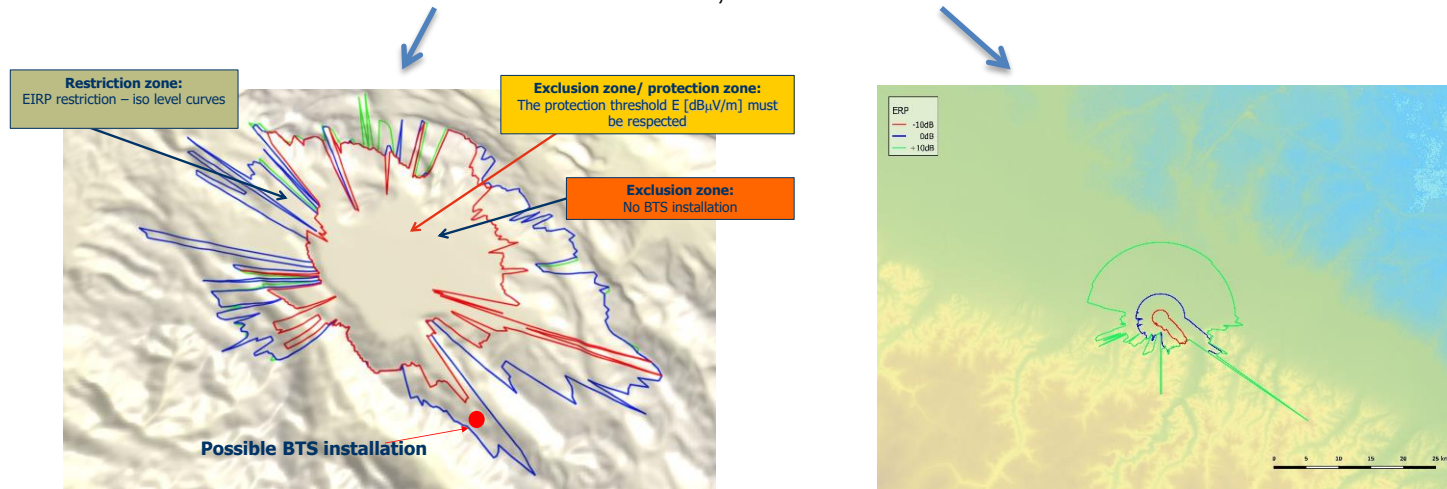 Restriction zone:
EIRP restriction – iso level curves
Exclusion zone/ protection zone:
The protection threshold E [dBµV/m] must
be respected
Exclusion zone:
No BTS installation
Possible BTS installation
ERP
-10dB
0dB
+10dB
0 5 10 15 20 25 km